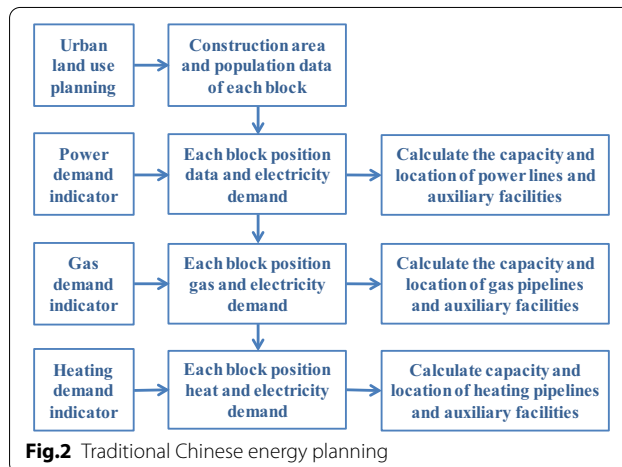 Urban
land use
planning
Construction area
and population data
of each block
Power
demand
indicator
Each block position
data and electricity
demand
Calculate the capacity and
location of power lines and
auxiliary facilities
Gas
demand
indicator
Each block position
gas and electricity
demand
Calculate the capacity and
location of gas pipelines
and auxiliary facilities
Heating
demand
indicator
Each block position
heat and electricity
demand
Calculate capacity and
location of heating pipelines
and auxiliary facilities
Fig.2 Traditional Chinese energy planning